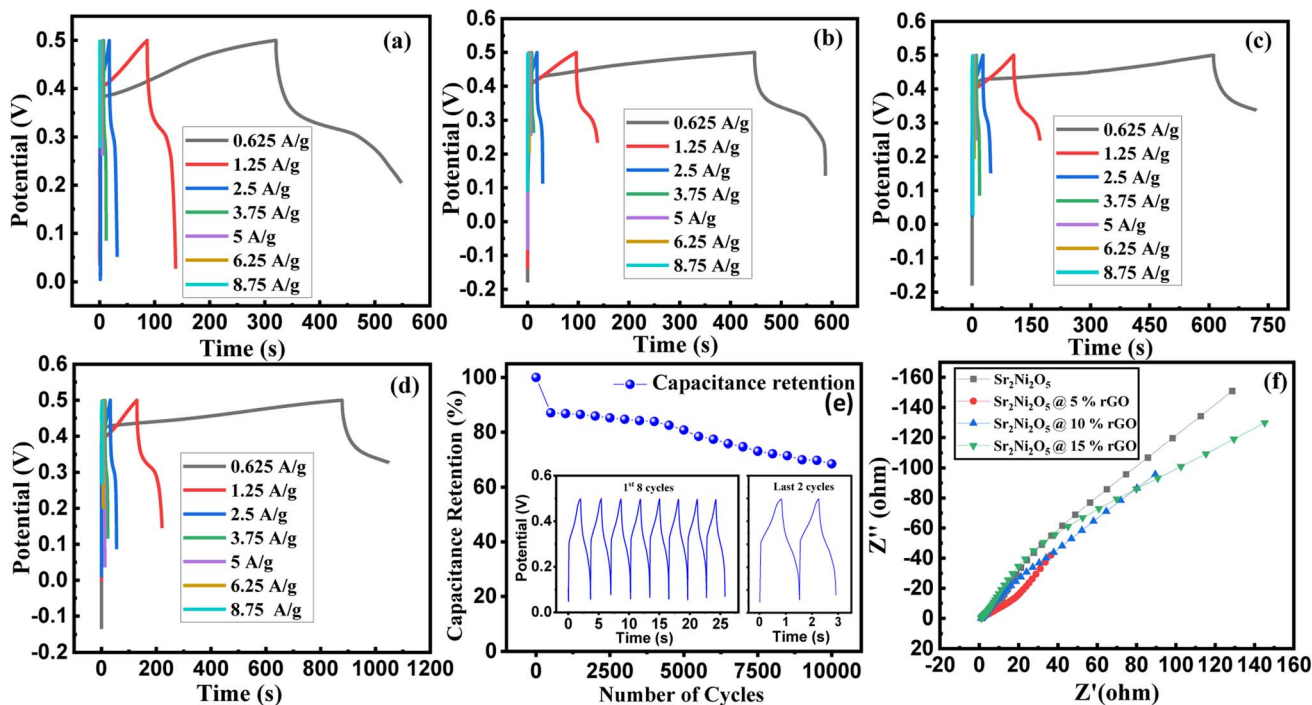 (a)
Potential (V)
0.5
0.4
0.3
0.2
0.1
0.0
0.625 A/g
1.25 A/g
2.5 A/g
3.75 A/g
5 A/g
6.25 A/g
8.75 A/g
0 100 200 300 400 500 600
Time (s)
(b)
Potential (V)
0.6
0.5
0.4
0.3
0.2
0.1
0.0
-0.1
-0.2
0.625 A/g
1.25 A/g
2.5 A/g
3.75 A/g
5 A/g
6.25 A/g
8.75 A/g
0 100 200 300 400 500 600
Time (s)
(c)
Potential (V)
0.6
0.5
0.4
0.3
0.2
0.1
0.0
-0.1
-0.2
0.625 A/g
1.25 A/g
2.5 A/g
3.75 A/g
5 A/g
6.25 A/g
8.75 A/g
0 150 300 450 600 750
Time (s)
(d)
Potential (V)
0.6
0.5
0.4
0.3
0.2
0.1
0.0
-0.1
-0.2
0.625 A/g
1.25 A/g
2.5 A/g
3.75 A/g
5 A/g
6.25 A/g
8.75 A/g
0 200 400 600 800 1000
Time (s)
Capacitance retention
(e)
Capacitance Retention (%)
100
80
60
40
20
0
Potential (V)
0.6
0.4
0.2
0.0
1st 8 cycles
0 5 10 15 20 25
Time (s)
Last 2 cycles
0 1 2 3
Time (s)
0 2500 5000 7500 10000
Number of Cycles
(f)
Z'' (ohm)
-160
-140
-120
-100
-80
-60
-40
-20
0
20
Sr₂Ni₂O₅
Sr₂Ni₂O₅ @ 5 % rGO
Sr₂Ni₂O₅ @ 10 % rGO
Sr₂Ni₂O₅ @ 15 % rGO
-20 0 20 40 60 80 100 120 140 160
Z'(ohm)